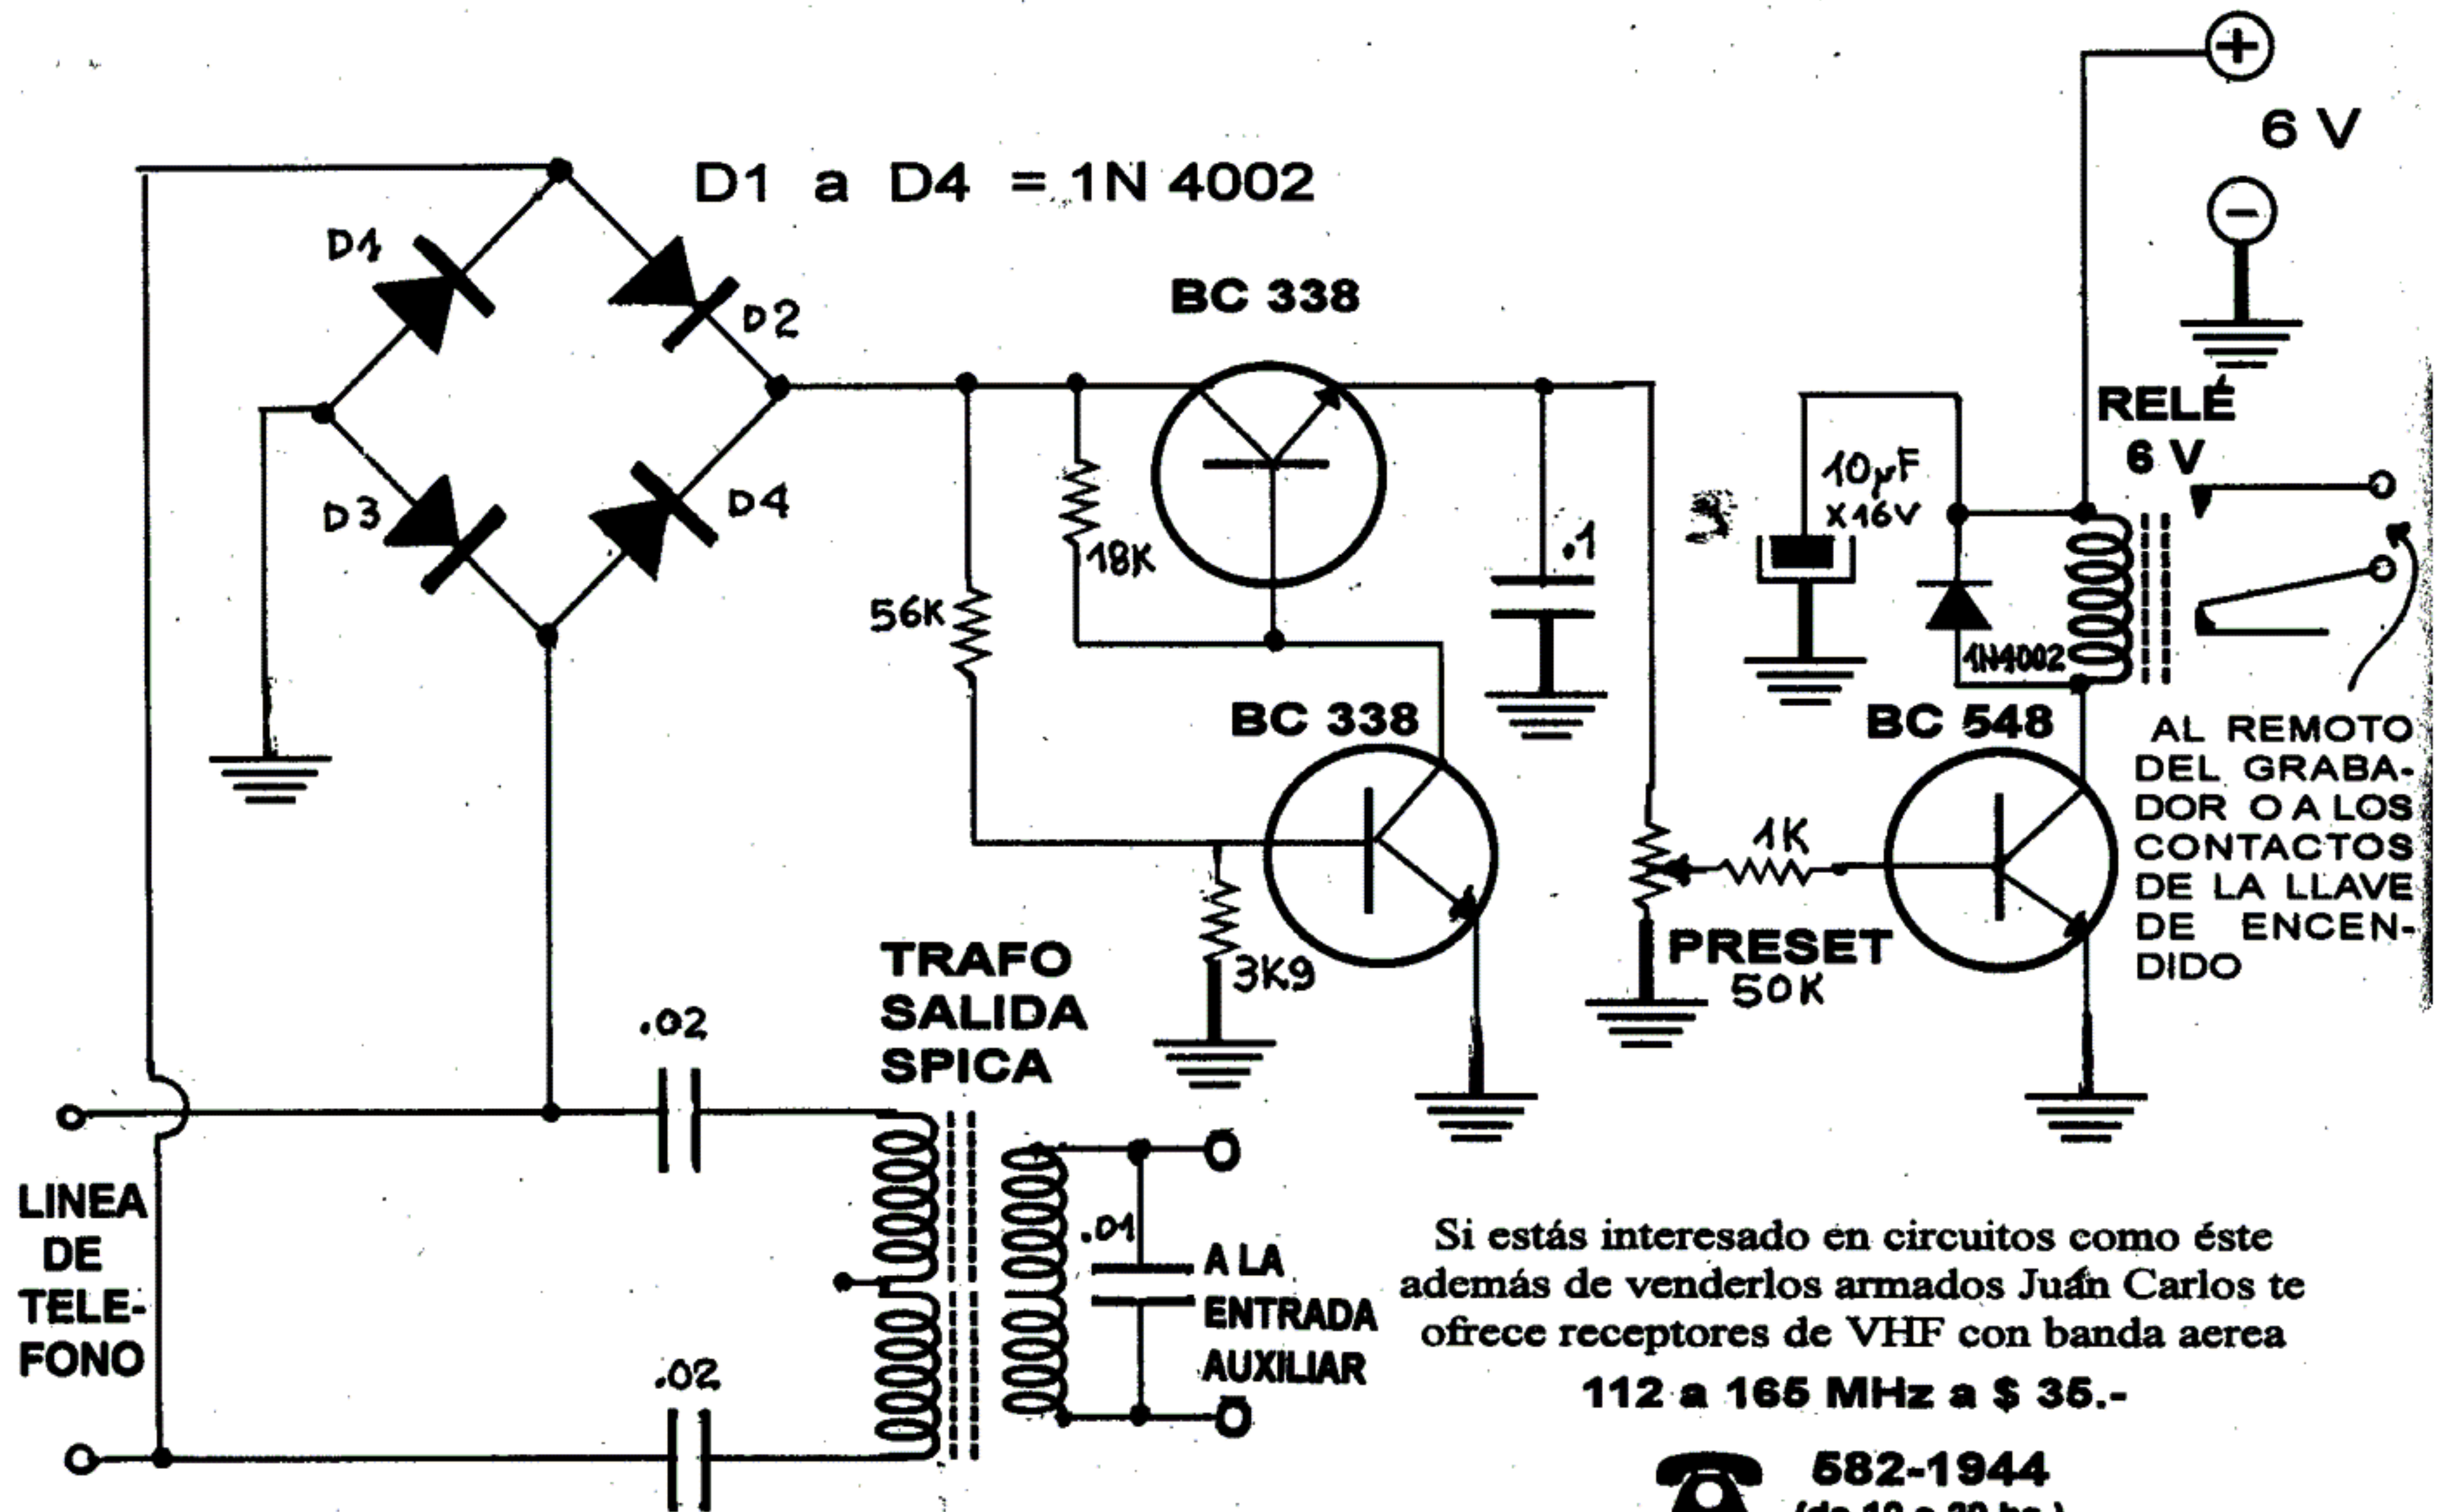 +
6 V
−
D1 a D4 = 1N 4002
D1
D2
D3
D4
BC 338
RELÉ
6 V
10µF
X16V
.1
18K
56K
1N4002
BC 338
BC 548
AL REMOTO
DEL GRABA-
DOR O A LOS
CONTACTOS
DE LA LLAVE
DE ENCEN-
DIDO
1K
3K9
PRESET
50K
TRAFO
SALIDA
SPICA
.02
LINEA
DE
TELE-
FONO
.02
.01
A LA
ENTRADA
AUXILIAR
Si estás interesado en circuitos como éste
además de venderlos armados Juán Carlos te
ofrece receptores de VHF con banda aerea
112 a 165 MHz a $ 35.-
582-1944